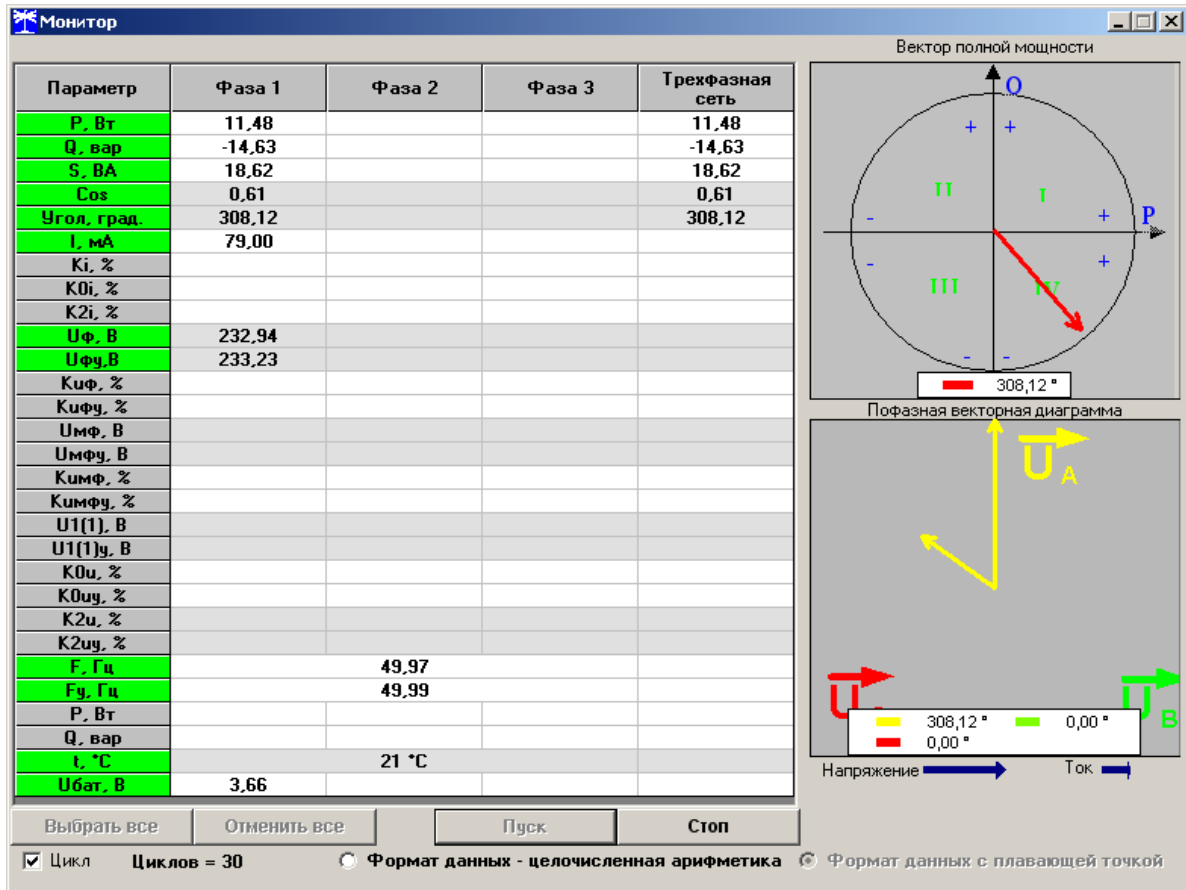 Монитор
Вектор полной мощности
Параметр Фаза 1 Фаза 2 Фаза 3 Трехфазная сеть
P, Вт 11,48 11,48
Q, вар -14,63 -14,63
S, ВА 18,62 18,62
Cos 0,61 0,61
Угол, град. 308,12 308,12
I, мА 79,00
Ki, %
K0i, %
K2i, %
Uф, В 232,94
Uфу,В 233,23
Kuф, %
Kuфу, %
Uмф, В
Uмфу, В
Kuмф, %
Kuмфу, %
U1(1), В
U1(1)у, В
K0u, %
K0uy, %
K2u, %
K2uy, %
F, Гц 49,97
Fу, Гц 49,99
P, Вт
Q, вар
t, °C 21 °C
Uбат, В 3,66
Q
+ +
II I
- + P
- +
III IV
- -
308,12 °
Пофазная векторная диаграмма
U A
U U B
308,12 ° 0,00 °
0,00 °
Напряжение Ток
Выбрать все Отменить все Пуск Стоп
Цикл Циклов = 30 Формат данных - целочисленная арифметика Формат данных с плавающей точкой